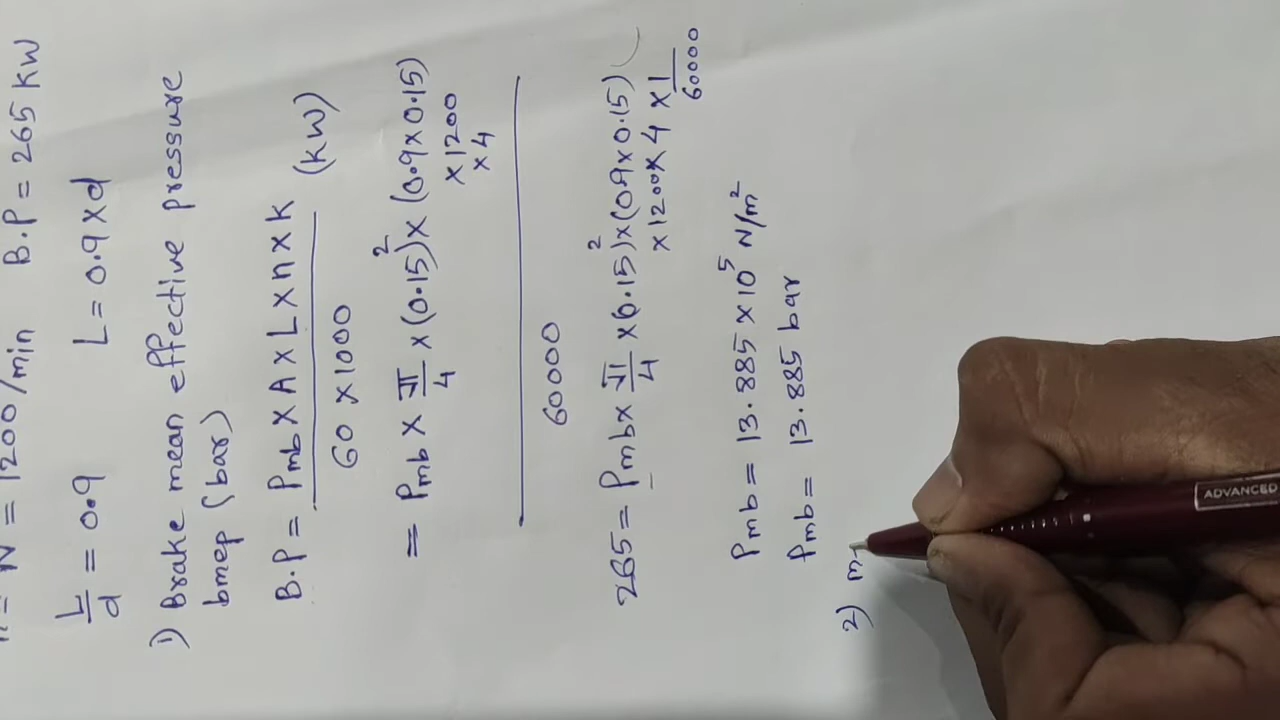 n = N = 1200/min B.P = 265 KW
L/d = 0.9 L = 0.9 x d
1) Brake mean effective pressure
bmep (bar)
B.P = Pmb x A x L x n x K (KW)
60 x 1000
= Pmb x π/4 x (0.15)² x (0.9 x 0.15)
x 1200
x 4
60000
265 = Pmb x π/4 x (0.15)² x (0.9 x 0.15)
x 1200 x 4 x 1/60000
Pmb = 13.885 x 10⁵ N/m²
Pmb = 13.885 bar
2) m
ADVANCED